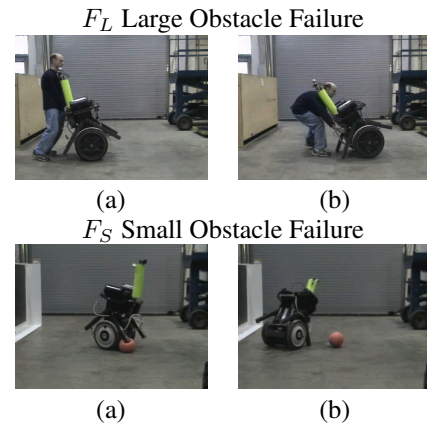 F_L Large Obstacle Failure
(a) (b)
F_S Small Obstacle Failure
(a) (b)